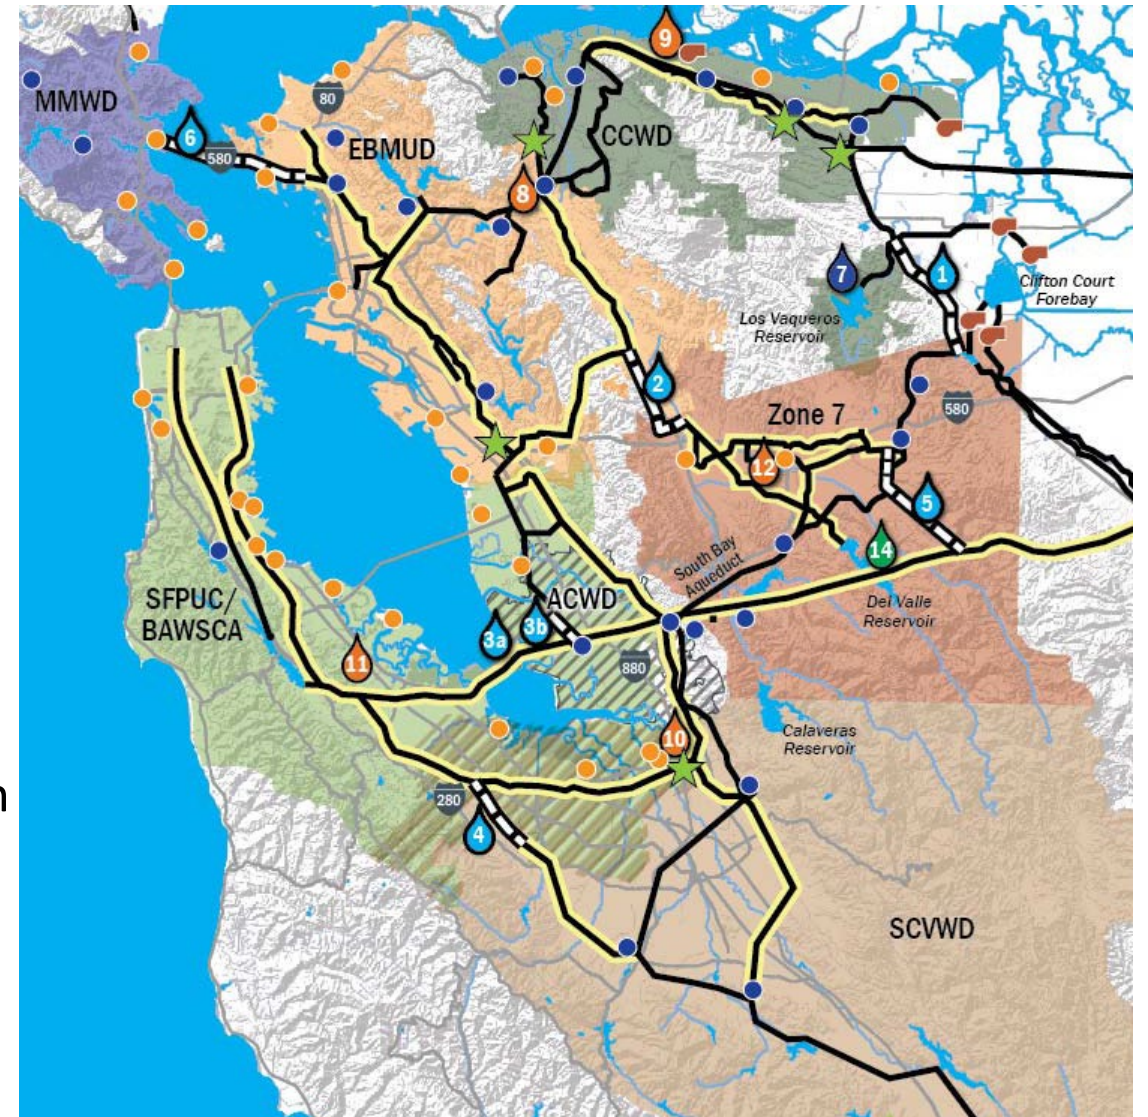 9
MMWD
80
6
580
EBMUD
CCWD
8
7
1
Clifton Court
Forebay
Los Vaqueros
Reservoir
2
Zone 7
580
12
5
14
South Bay
Aqueduct
SFPUC/
BAWSCA
ACWD
3a
3b
Del Valle
Reservoir
11
880
10
Calaveras
Reservoir
n
280
4
SCVWD